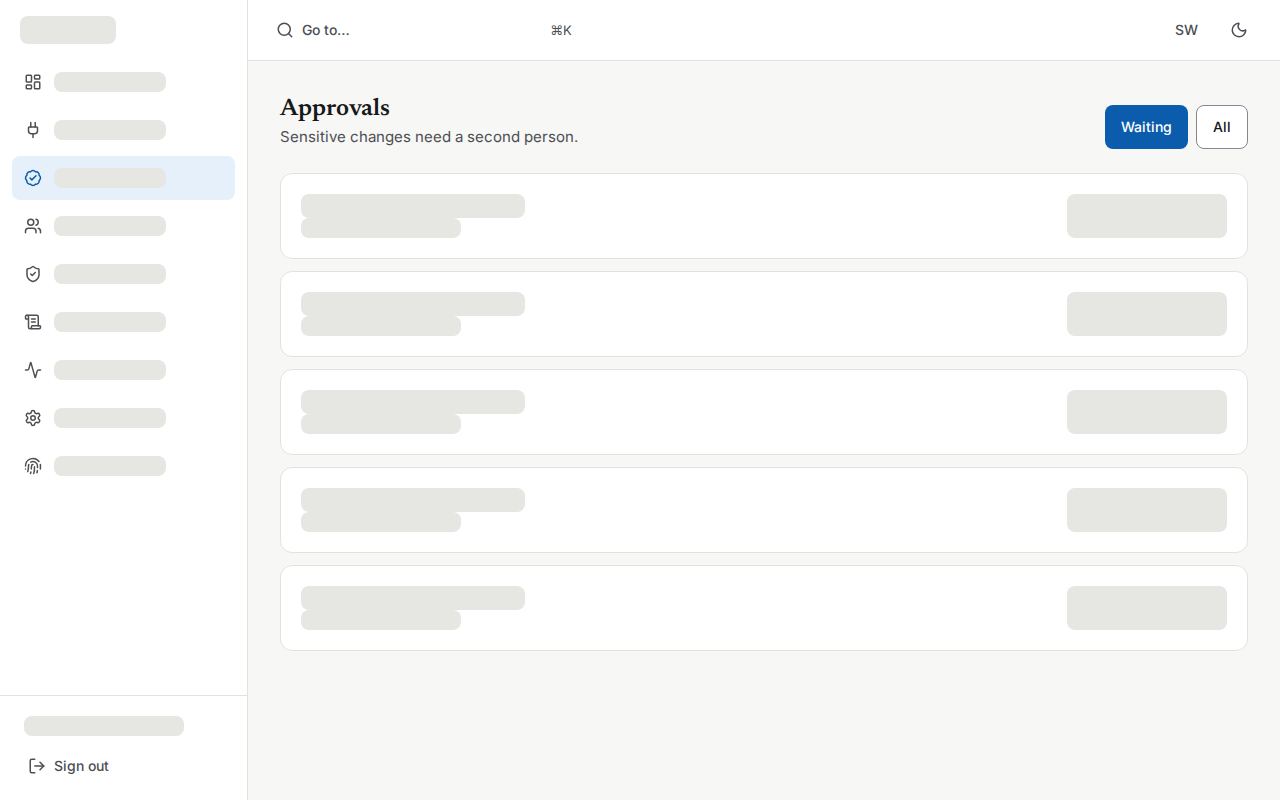 Go to...
⌘K
SW
Approvals
Sensitive changes need a second person.
Waiting
All
Sign out